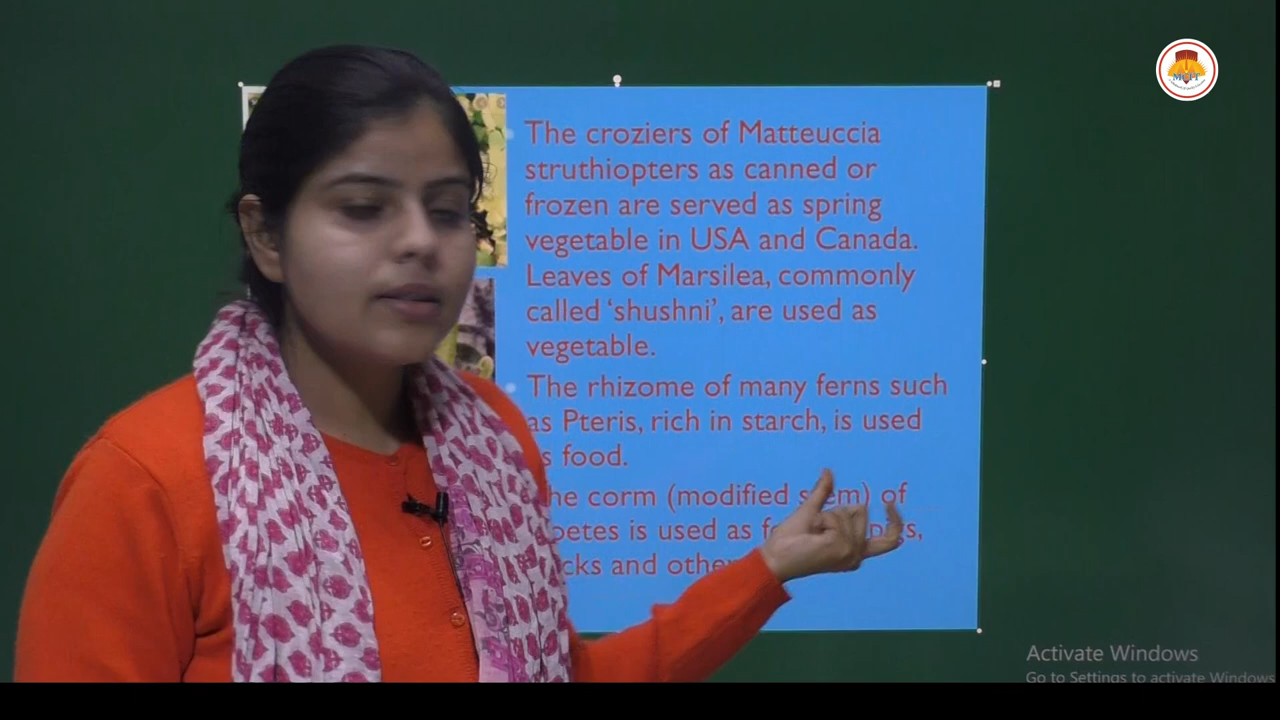 The croziers of Matteuccia
struthiopters as canned or
frozen are served as spring
vegetable in USA and Canada.
Leaves of Marsilea, commonly
called ‘shushni’, are used as
vegetable.
The rhizome of many ferns such
as Pteris, rich in starch, is used
food.
corm (modified stem) of
is used as
and
Activate Windows
Go to Settings to activate Windows